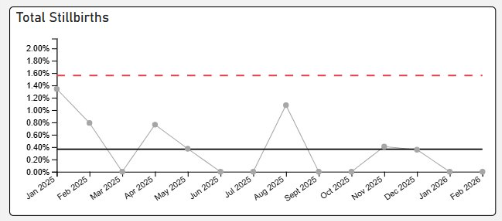 Total Stillbirths
2.00%
1.80%
1.60%
1.40%
1.20%
1.00%
0.80%
0.60%
0.40%
0.20%
0.00%
Jan 2025
Feb 2025
Mar 2025
Apr 2025
May 2025
Jun 2025
Jul 2025
Aug 2025
Sept 2025
Oct 2025
Nov 2025
Dec 2025
Jan 2026
Feb 2026